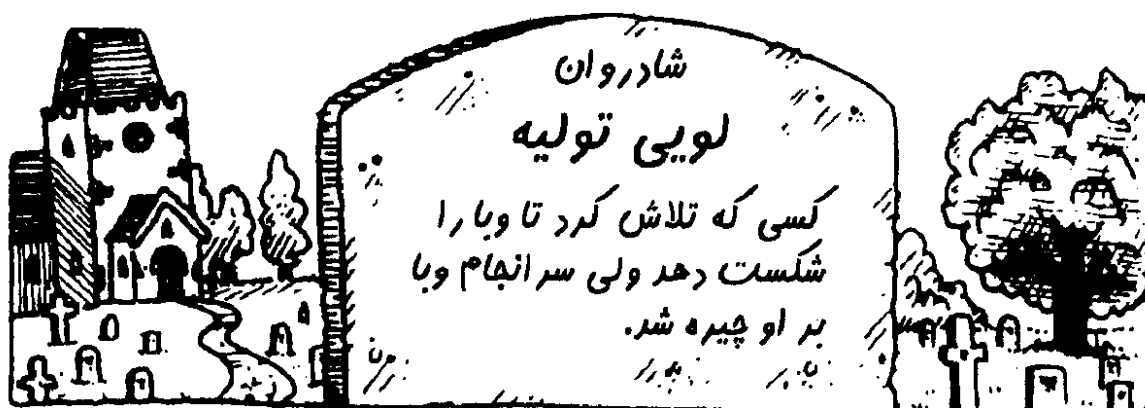 شادروان
لویی تولیه
کسی که تلاش کرد تا وبا را
شکست دهد ولی سرانجام وبا
بر او چیره شد.